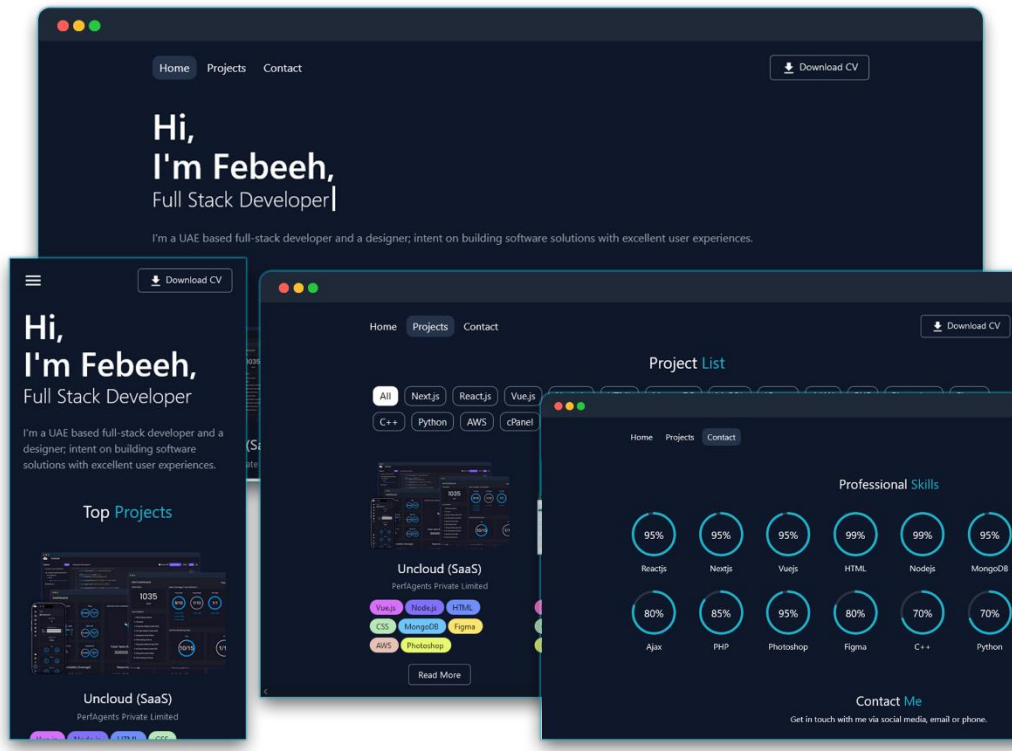 Home Projects Contact Download CV
Hi,
I'm Febeeh,
Full Stack Developer
I'm a UAE based full-stack developer and a designer; intent on building software solutions with excellent user experiences.
Download CV
Hi,
I'm Febeeh,
Full Stack Developer
I'm a UAE based full-stack developer and a
designer; intent on building software
solutions with excellent user experiences.
Top Projects
1035
Uncloud (SaaS)
PerfAgents Private Limited
HTML CSS
Home Projects Contact Download CV
Project List
All Next.js React.js Vue.js
C++ Python AWS cPanel
1035
Uncloud (SaaS)
PerfAgents Private Limited
Vue.js Node.js HTML
CSS MongoDB Figma
AWS Photoshop
Read More
Home Projects Contact
Professional Skills
95% 95% 95% 99% 99% 95%
Reactjs Nextjs Vuejs HTML Nodejs MongoDB
80% 85% 95% 80% 70% 70%
Ajax PHP Photoshop Figma C++ Python
Contact Me
Get in touch with me via social media, email or phone.